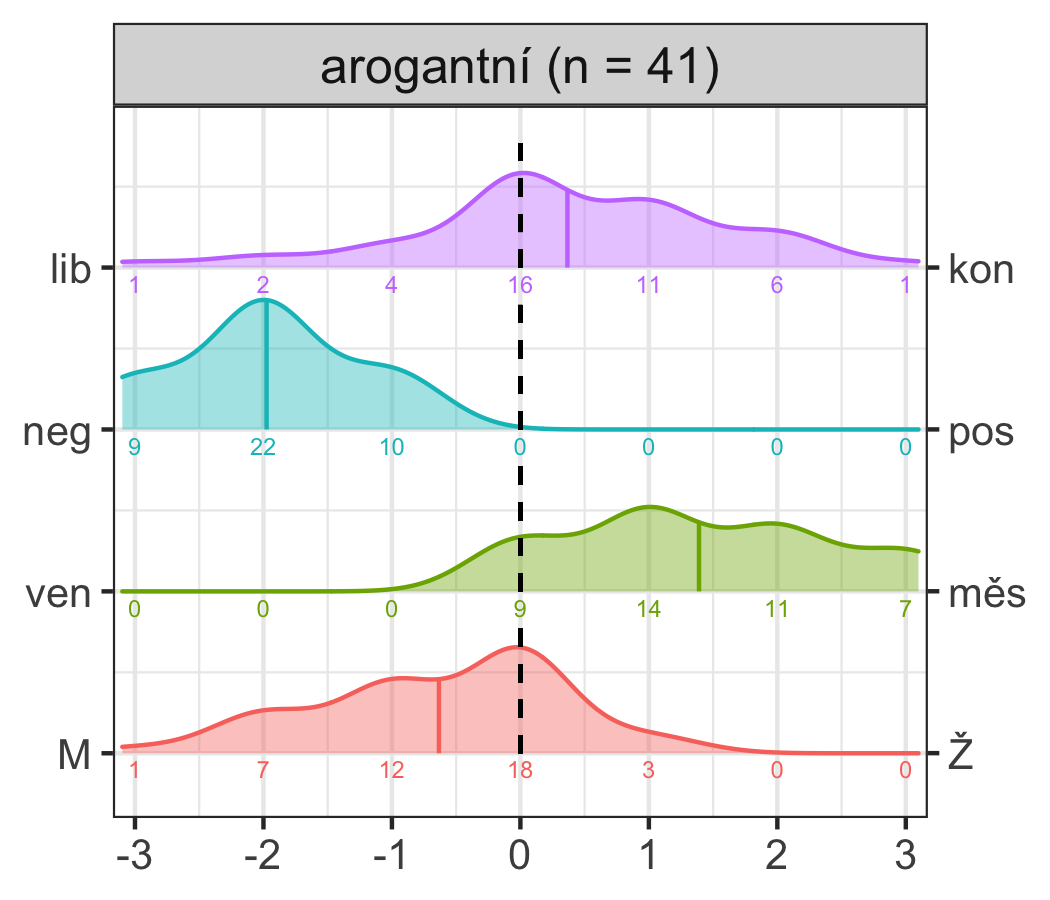 arogantní (n = 41)
lib kon
1 2 4 16 11 6 1
neg pos
9 22 10 0 0 0 0
ven měs
0 0 0 9 14 11 7
M Ž
1 7 12 18 3 0 0
-3 -2 -1 0 1 2 3